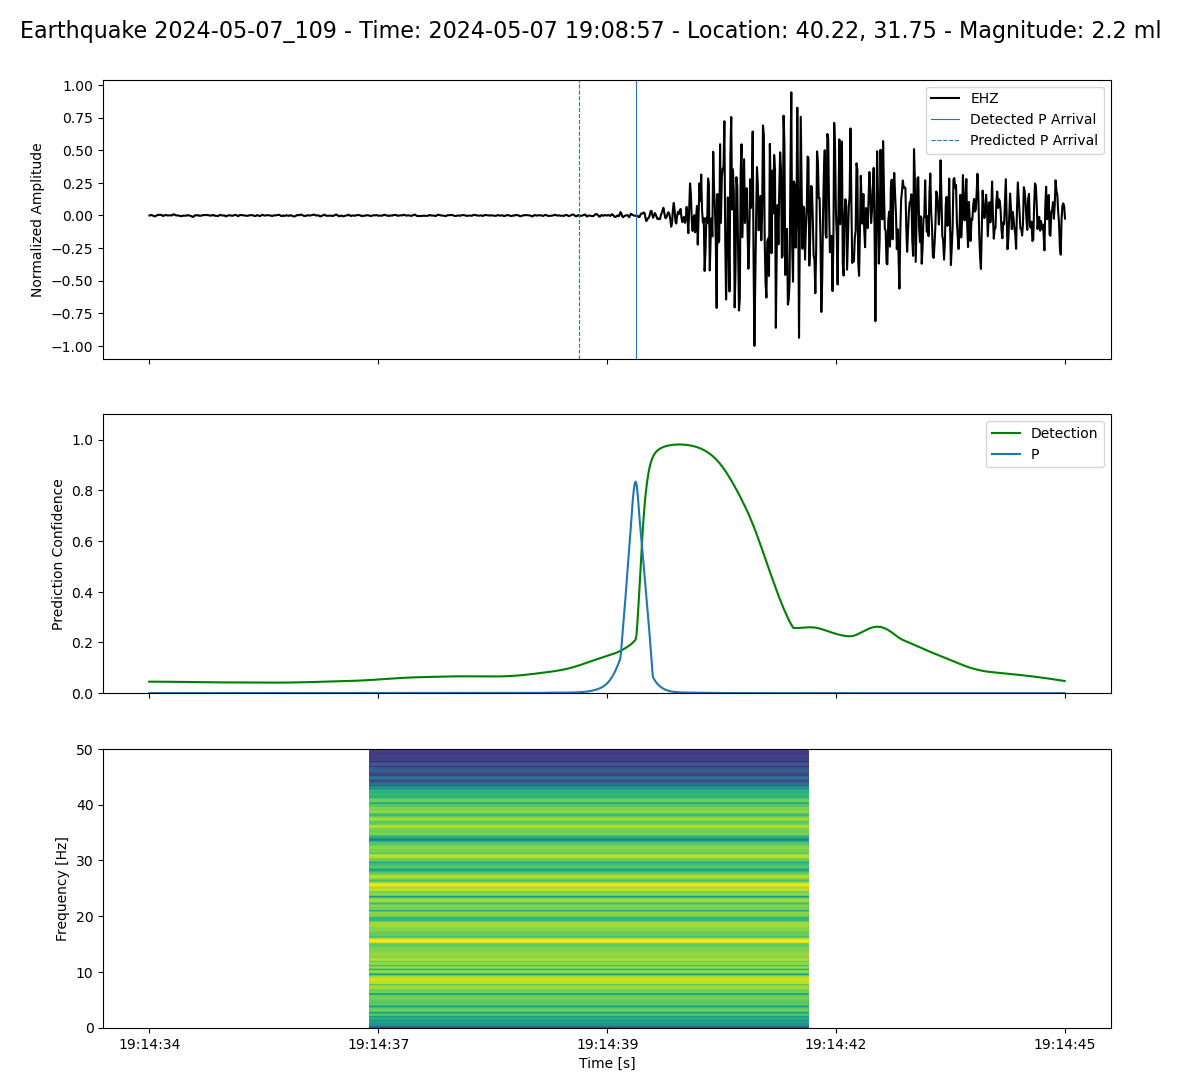 Earthquake 2024-05-07_109 - Time: 2024-05-07 19:08:57 - Location: 40.22, 31.75 - Magnitude: 2.2 ml
1.00
0.75
0.50
0.25
0.00
−0.25
−0.50
−0.75
−1.00
Normalized Amplitude
EHZ
Detected P Arrival
Predicted P Arrival
1.0
0.8
0.6
0.4
0.2
0.0
Prediction Confidence
Detection
P
50
40
30
20
10
0
Frequency [Hz]
19:14:34
19:14:37
19:14:39
19:14:42
19:14:45
Time [s]